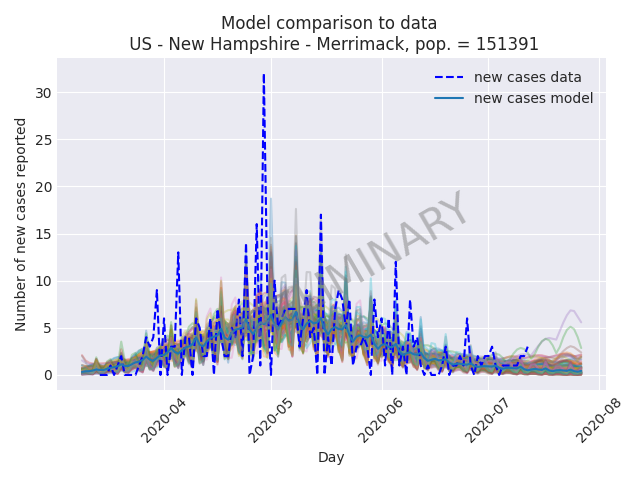 Model comparison to data
US - New Hampshire - Merrimack, pop. = 151391
new cases data
new cases model
Number of new cases reported
30
25
20
15
10
5
0
2020-04
2020-05
2020-06
2020-07
2020-08
Day